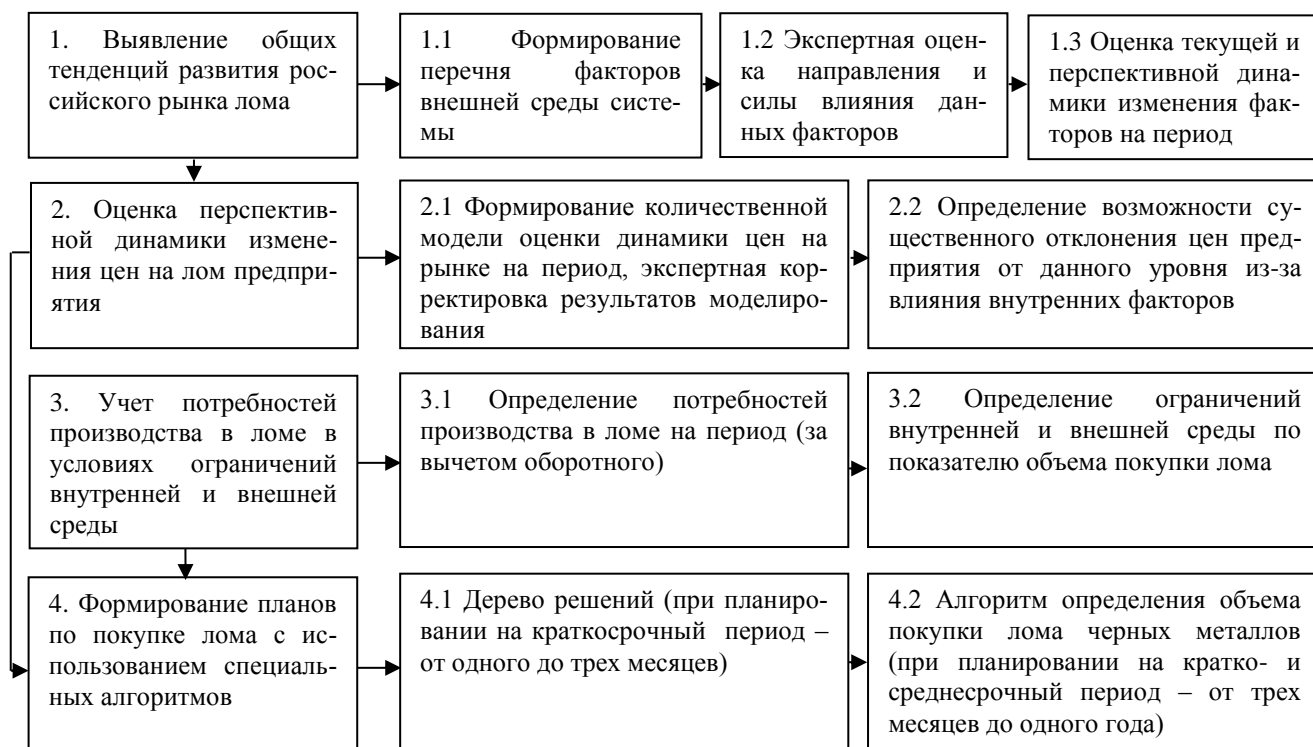 1. Выявление общих
тенденций развития рос-
сийского рынка лома
1.1 Формирование
перечня факторов
внешней среды систе-
мы
1.2 Экспертная оцен-
ка направления и
силы влияния дан-
ных факторов
1.3 Оценка текущей и
перспективной дина-
мики изменения фак-
торов на период
2. Оценка перспектив-
ной динамики измене-
ния цен на лом предпри-
ятия
2.1 Формирование количественной
модели оценки динамики цен на
рынке на период, экспертная кор-
ректировка результатов моделиро-
вания
2.2 Определение возможности су-
щественного отклонения цен пред-
приятия от данного уровня из-за
влияния внутренних факторов
3. Учет потребностей
производства в ломе в
условиях ограничений
внутренней и внешней
среды
3.1 Определение потребностей
производства в ломе на период (за
вычетом оборотного)
3.2 Определение ограничений
внутренней и внешней среды по
показателю объема покупки лома
4. Формирование планов
по покупке лома с ис-
пользованием специаль-
ных алгоритмов
4.1 Дерево решений (при планиро-
вании на краткосрочный период –
от одного до трех месяцев)
4.2 Алгоритм определения объема
покупки лома черных металлов
(при планировании на кратко- и
среднесрочный период – от трех
месяцев до одного года)